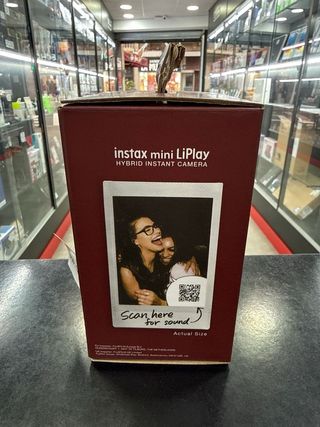 instax mini LiPlay
HYBRID INSTANT CAMERA
Scan here
for sound
Actual Size